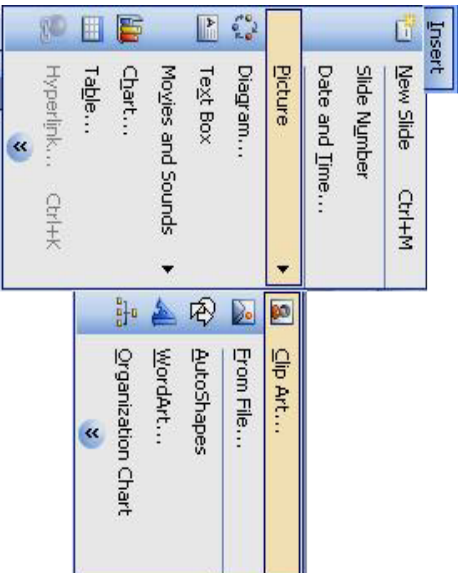 Insert
New Slide Ctrl+M
Slide Number
Date and Time...
Picture
Diagram...
Text Box
Movies and Sounds
Chart...
Table...
Hyperlink... Ctrl+K
Clip Art...
From File...
AutoShapes
WordArt...
Organization Chart